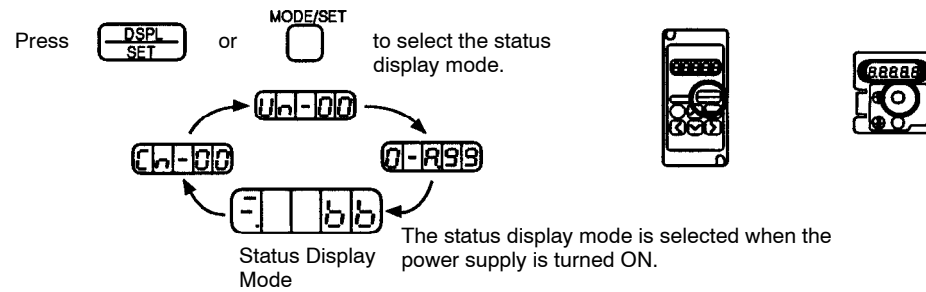 MODE/SET
Press DSPL SET or to select the status
display mode.
Un-00
Cn-00
0-A99
bb
Status Display
Mode
The status display mode is selected when the
power supply is turned ON.